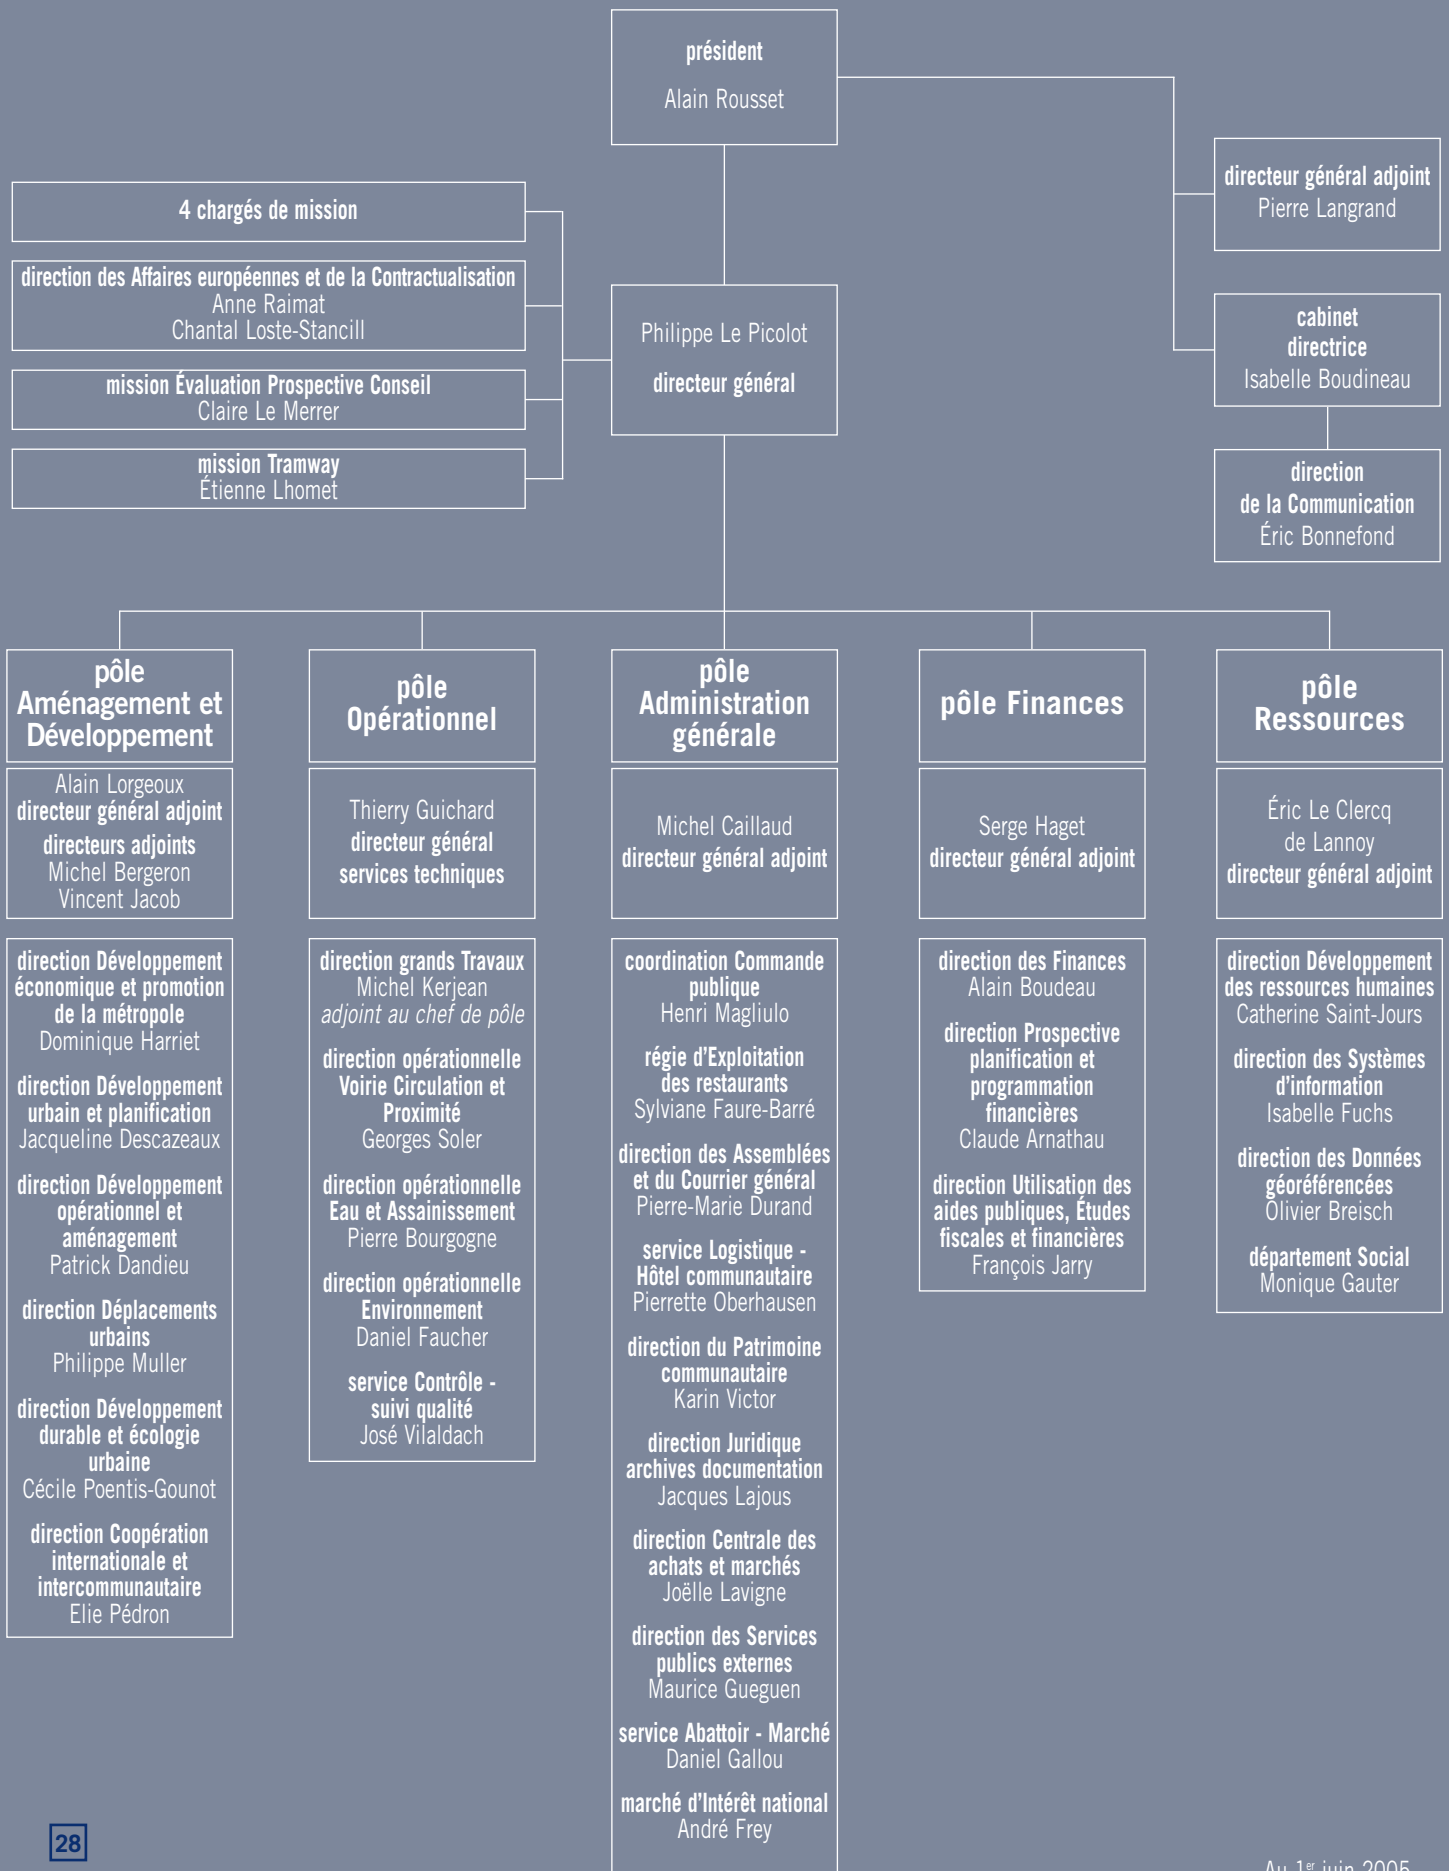 président
Alain Rousset
directeur général adjoint
Pierre Langrand
4 chargés de mission
direction des Affaires européennes et de la Contractualisation
Anne Raimat
Chantal Loste-Stancill
mission Évaluation Prospective Conseil
Claire Le Merrer
mission Tramway
Étienne Lhomet
Philippe Le Picolot
directeur général
cabinet
directrice
Isabelle Boudineau
direction
de la Communication
Éric Bonnefond
pôle
Aménagement et
Développement
Alain Lorgeoux
directeur général adjoint
directeurs adjoints
Michel Bergeron
Vincent Jacob
direction Développement
économique et promotion
de la métropole
Dominique Harriet
direction Développement
urbain et planification
Jacqueline Descazeaux
direction Développement
opérationnel et
aménagement
Patrick Dandieu
direction Déplacements
urbains
Philippe Muller
direction Développement
durable et écologie
urbaine
Cécile Poentis-Gounot
direction Coopération
internationale et
intercommunautaire
Elie Pédron
pôle
Opérationnel
Thierry Guichard
directeur général
services techniques
direction grands Travaux
Michel Kerjean
adjoint au chef de pôle
direction opérationnelle
Voirie Circulation et
Proximité
Georges Soler
direction opérationnelle
Eau et Assainissement
Pierre Bourgogne
direction opérationnelle
Environnement
Daniel Faucher
service Contrôle -
suivi qualité
José Vilaldach
pôle
Administration
générale
Michel Caillaud
directeur général adjoint
coordination Commande
publique
Henri Magliulo
régie d'Exploitation
des restaurants
Sylviane Faure-Barré
direction des Assemblées
et du Courrier général
Pierre-Marie Durand
service Logistique -
Hôtel communautaire
Pierrette Oberhausen
direction du Patrimoine
communautaire
Karin Victor
direction Juridique
archives documentation
Jacques Lajous
direction Centrale des
achats et marchés
Joëlle Lavigne
direction des Services
publics externes
Maurice Gueguen
service Abattoir - Marché
Daniel Gallou
marché d'Intérêt national
André Frey
pôle Finances
Serge Haget
directeur général adjoint
direction des Finances
Alain Boudeau
direction Prospective
planification et
programmation
financières
Claude Arnathau
direction Utilisation des
aides publiques, Études
fiscales et financières
François Jarry
pôle
Ressources
Éric Le Clercq
de Lannoy
directeur général adjoint
direction Développement
des ressources humaines
Catherine Saint-Jours
direction des Systèmes
d'information
Isabelle Fuchs
direction des Données
géoréférencées
Olivier Breisch
département Social
Monique Gauter
28
Au 1er juin 2005